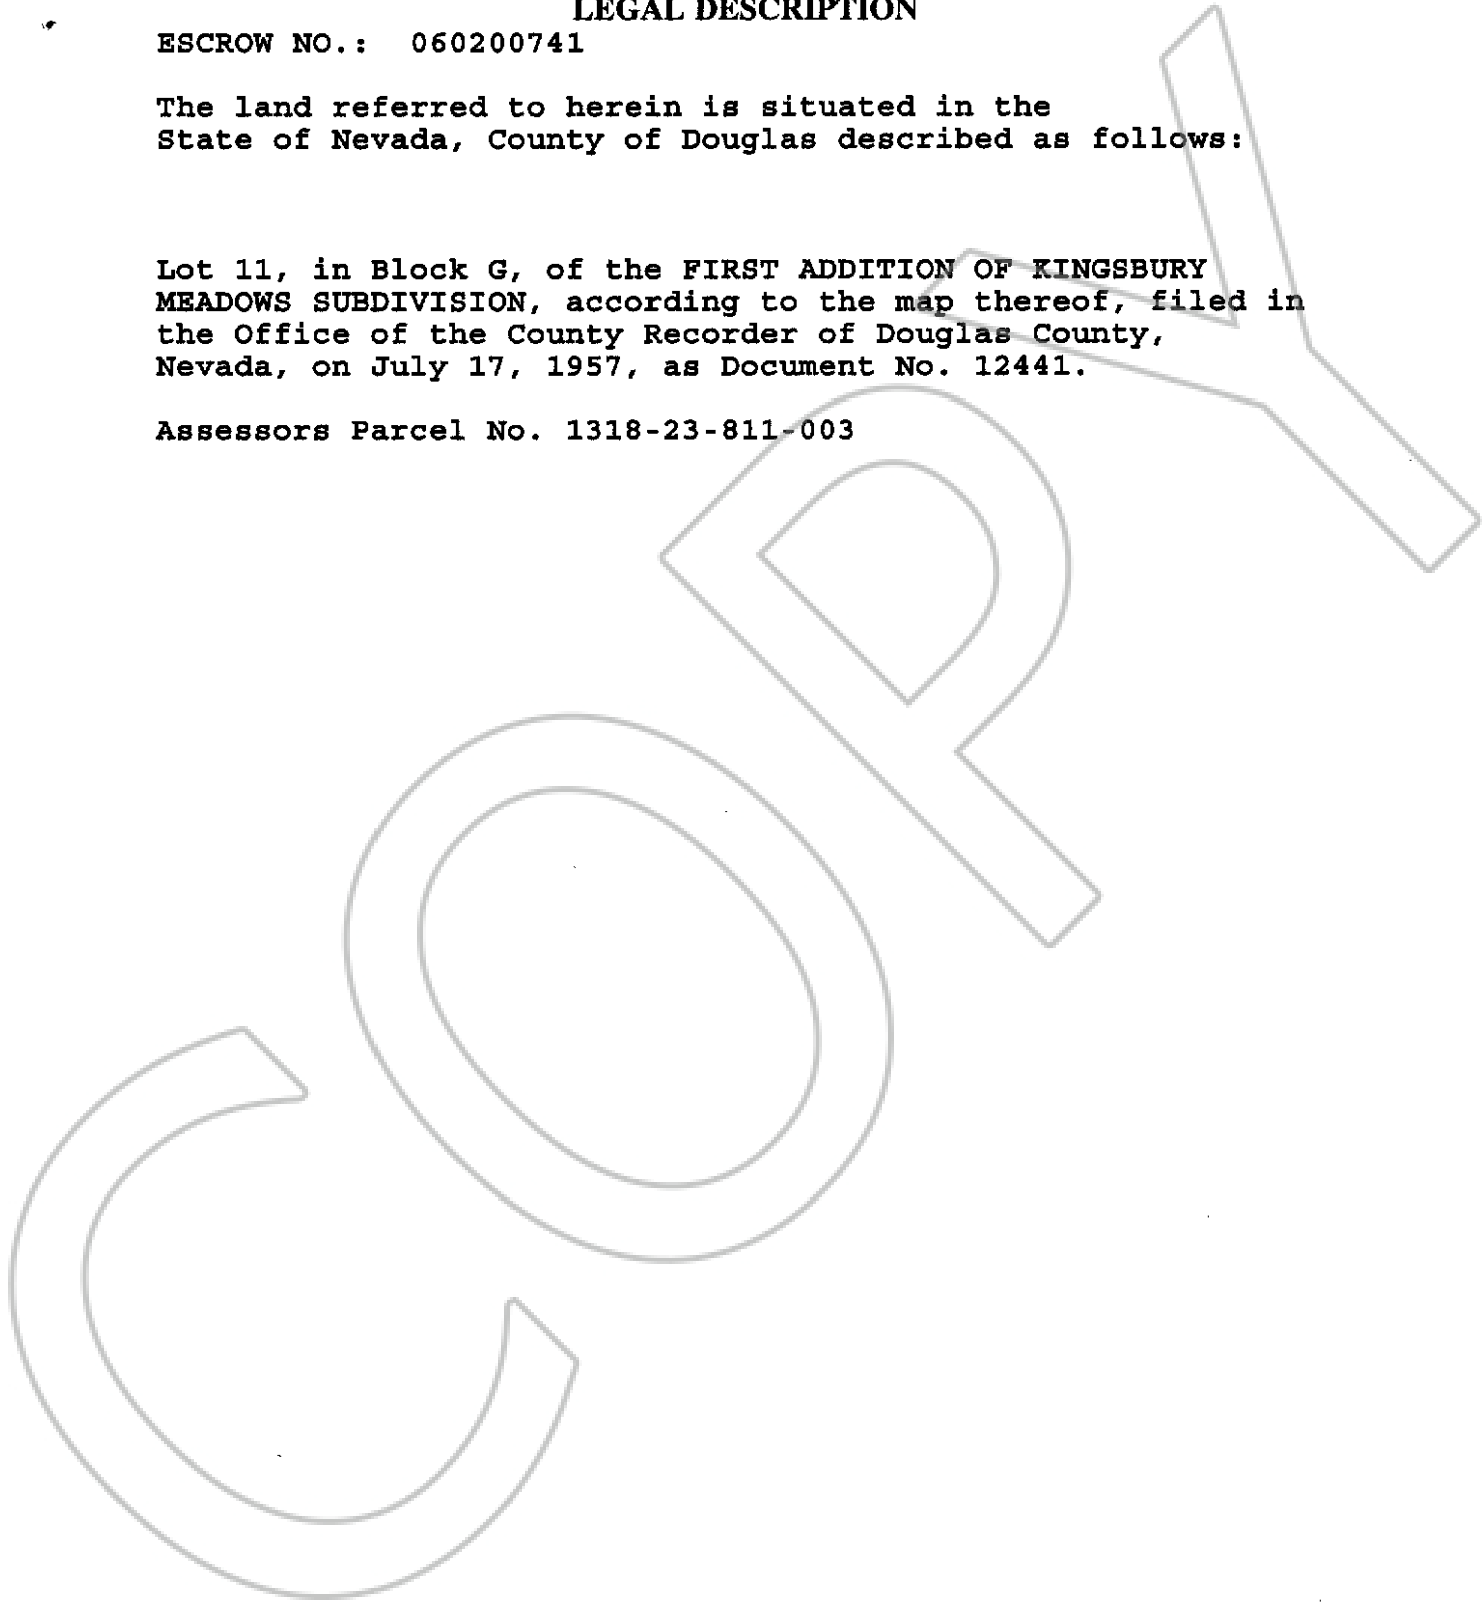 LEGAL DESCRIPTION
ESCROW NO.: 060200741
The land referred to herein is situated in the
State of Nevada, County of Douglas described as follows:
Lot 11, in Block G, of the FIRST ADDITION OF KINGSBURY
MEADOWS SUBDIVISION, according to the map thereof, filed in
the Office of the County Recorder of Douglas County,
Nevada, on July 17, 1957, as Document No. 12441.
Assessors Parcel No. 1318-23-811-003
COPY